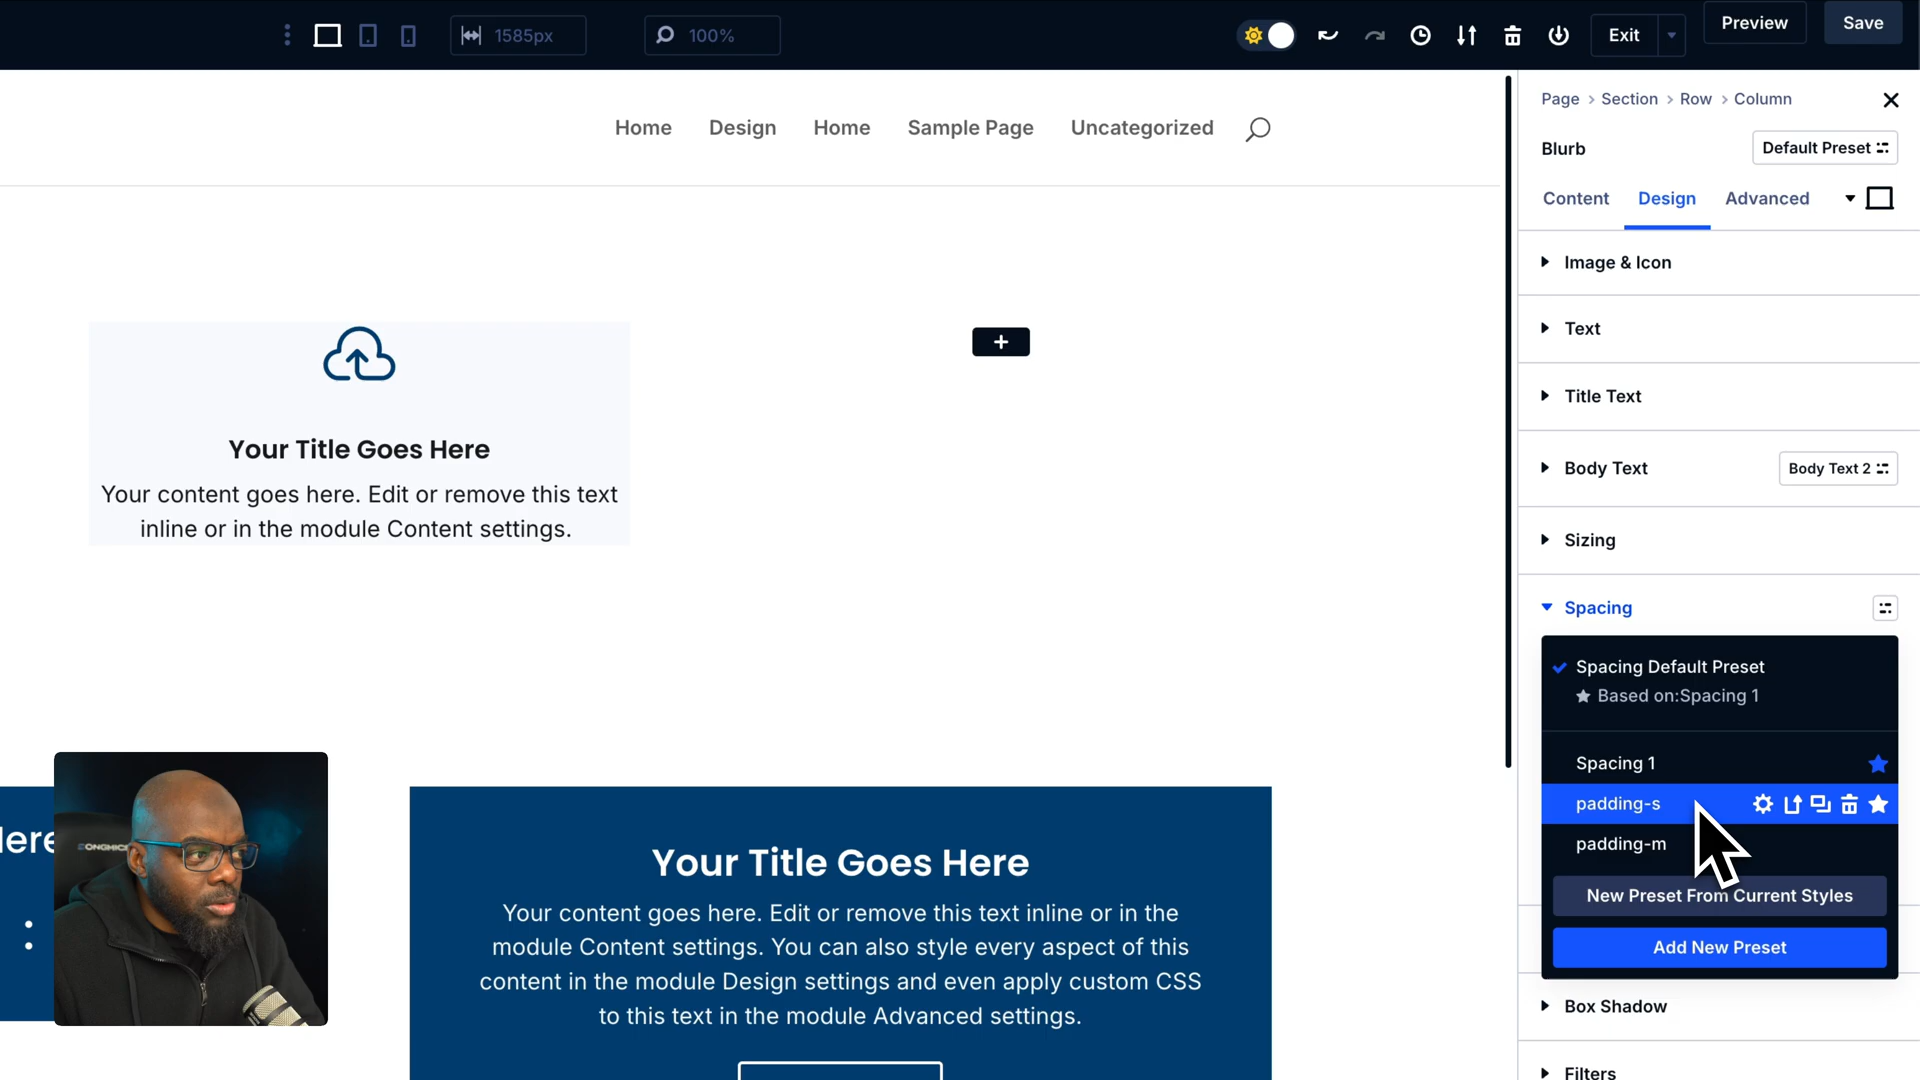 1585px
100%
Exit
Preview
Save
Home
Design
Home
Sample Page
Uncategorized
Page > Section > Row > Column
Blurb
Default Preset
Content
Design
Advanced
Image & Icon
Text
Title Text
Body Text
Body Text 2
Sizing
Spacing
Spacing Default Preset
Based on:Spacing 1
Spacing 1
padding-s
padding-m
New Preset From Current Styles
Add New Preset
Box Shadow
Filters
Your Title Goes Here
Your content goes here. Edit or remove this text
inline or in the module Content settings.
Here
:
Your Title Goes Here
Your content goes here. Edit or remove this text inline or in the
module Content settings. You can also style every aspect of this
content in the module Design settings and even apply custom CSS
to this text in the module Advanced settings.